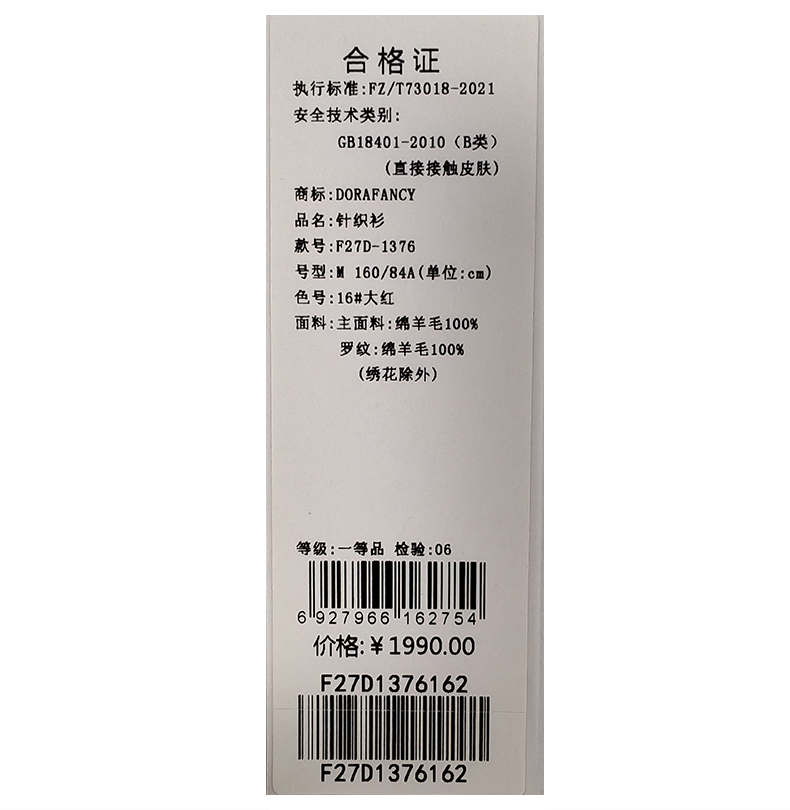 合格证
执行标准:FZ/T73018-2021
安全技术类别:
GB18401-2010（B类）
(直接接触皮肤)
商标:DORAFANCY
品名:针织衫
款号:F27D-1376
号型:M 160/84A(单位:cm)
色号:16#大红
面料:主面料:绵羊毛100%
罗纹:绵羊毛100%
(绣花除外)
等级:一等品 检验:06
6 927966 162754
价格:￥1990.00
F27D1376162
F27D1376162